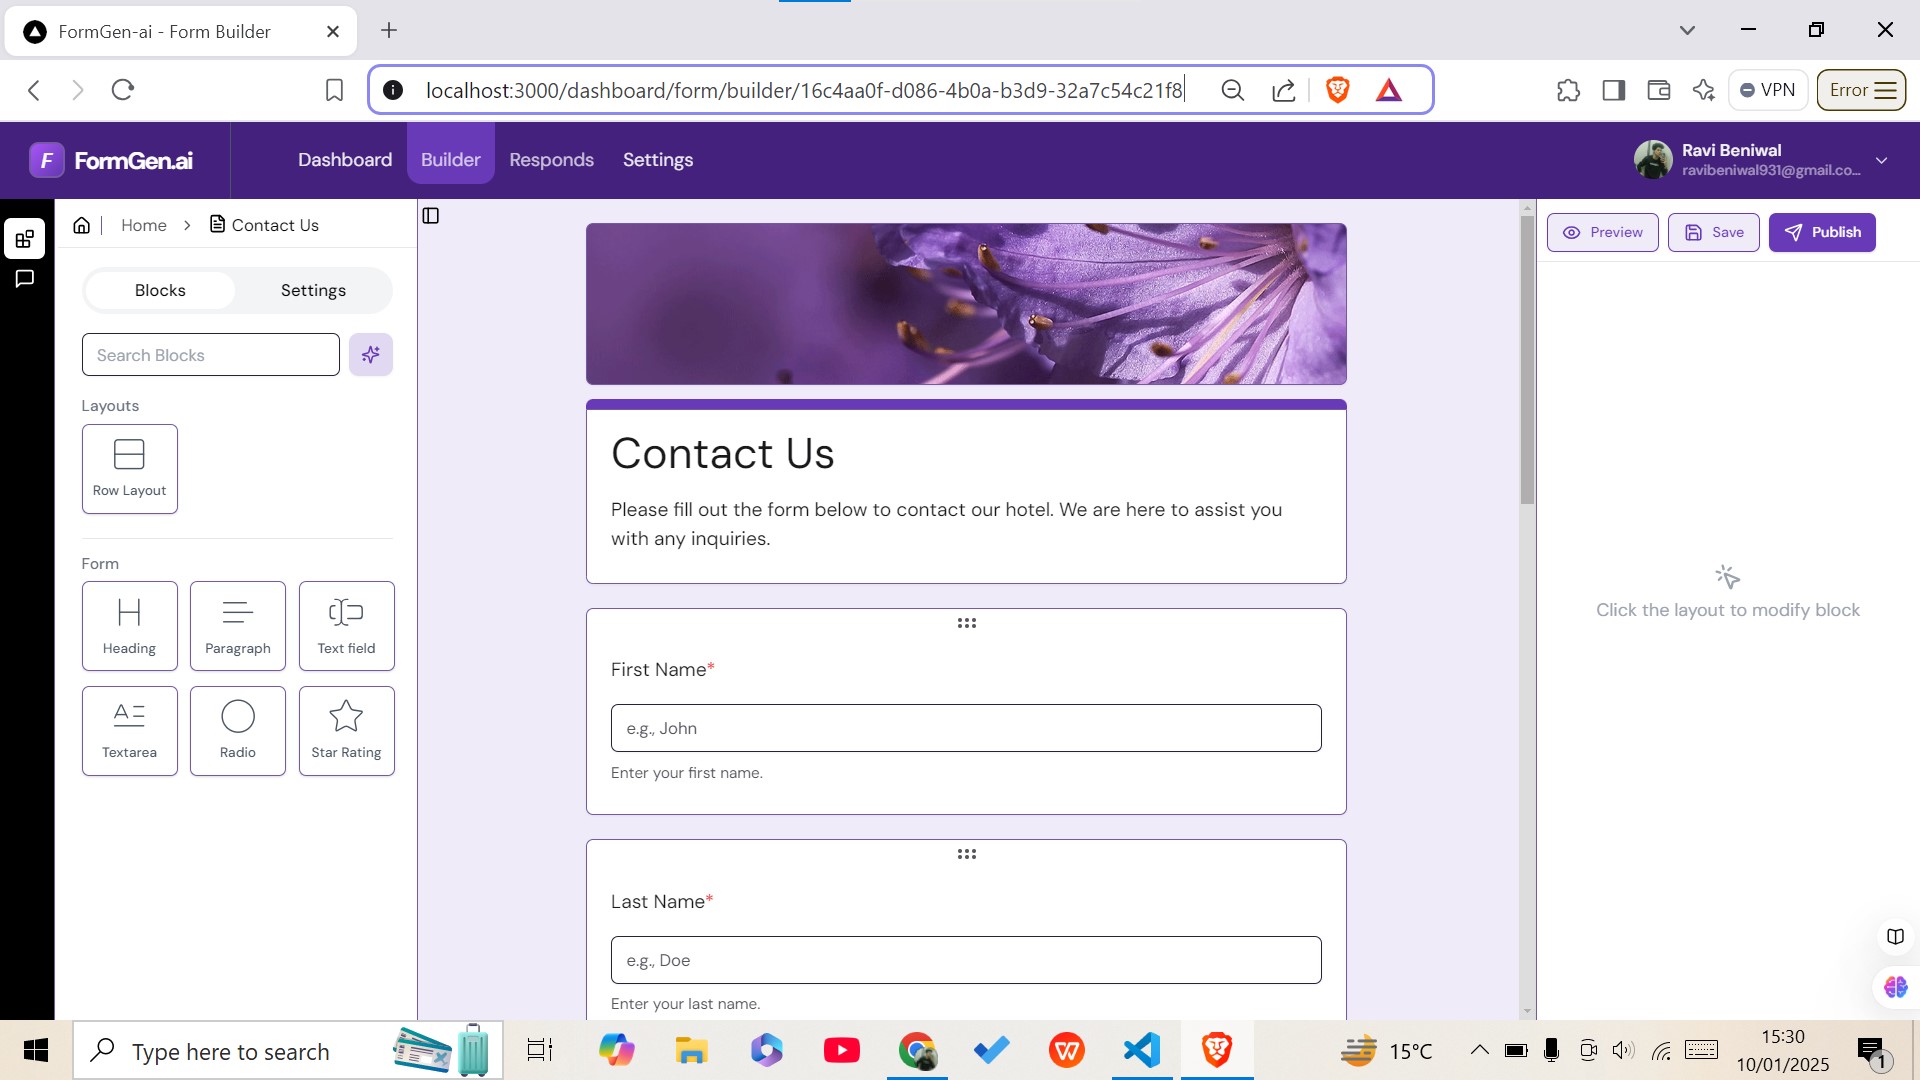 FormGen-ai - Form Builder
localhost:3000/dashboard/form/builder/16c4aa0f-d086-4b0a-b3d9-32a7c54c21f8
VPN
Error
F FormGen.ai
Dashboard
Builder
Responds
Settings
Ravi Beniwal
ravibeniwal931@gmail.co...
Home
Contact Us
Preview
Save
Publish
Blocks
Settings
Search Blocks
Layouts
Row Layout
Form
Heading
Paragraph
Text field
Textarea
Radio
Star Rating
Contact Us
Please fill out the form below to contact our hotel. We are here to assist you
with any inquiries.
First Name*
e.g., John
Enter your first name.
Last Name*
e.g., Doe
Enter your last name.
Click the layout to modify block
Type here to search
15°C
15:30
10/01/2025
1